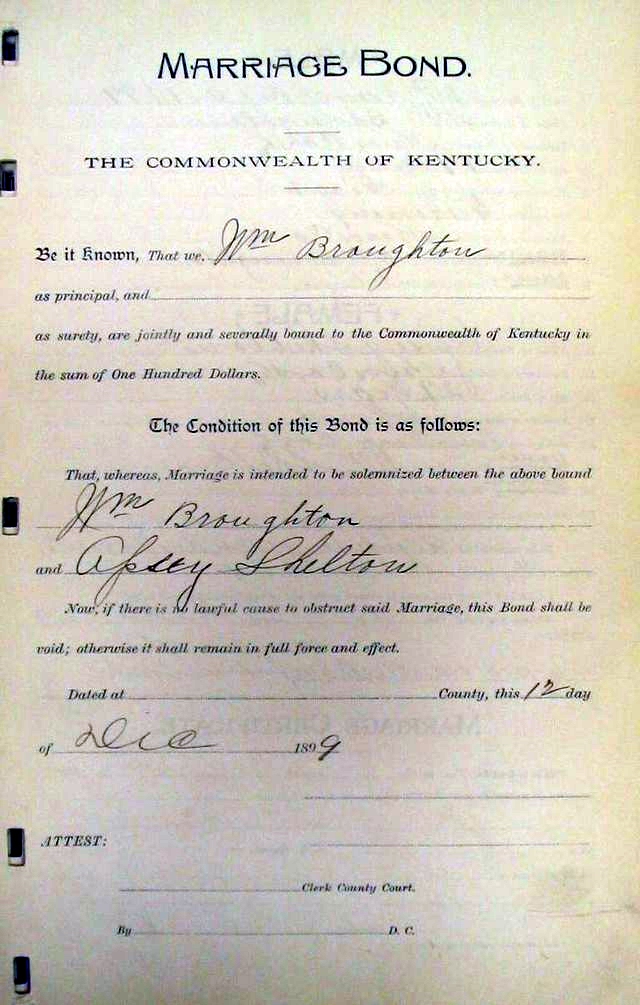 MARRIAGE BOND.
THE COMMONWEALTH OF KENTUCKY.
Be it Known, That we, Wm Broughton
as principal, and
as surety, are jointly and severally bound to the Commonwealth of Kentucky in
the sum of One Hundred Dollars.
The Condition of this Bond is as follows:
That, whereas, Marriage is intended to be solemnized between the above bound
Wm Broughton
and Apsey Shelton
Now, if there is no lawful cause to obstruct said Marriage, this Bond shall be
void; otherwise it shall remain in full force and effect.
Dated at County, this 12 day
of Dec 1899
ATTEST:
Clerk County Court.
By D. C.